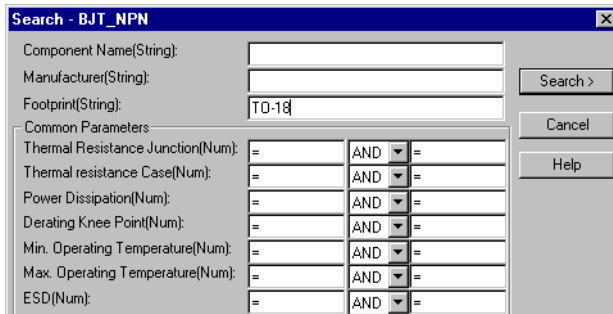 Search - BJT_NPN
Component Name(String):
Manufacturer(String):
Search >
Footprint(String): TO-18
Cancel
Common Parameters
Thermal Resistance Junction(Num): = AND =
Help
Thermal resistance Case(Num): = AND =
Power Dissipation(Num): = AND =
Derating Knee Point(Num): = AND =
Min. Operating Temperature(Num): = AND =
Max. Operating Temperature(Num): = AND =
ESD(Num): = AND =